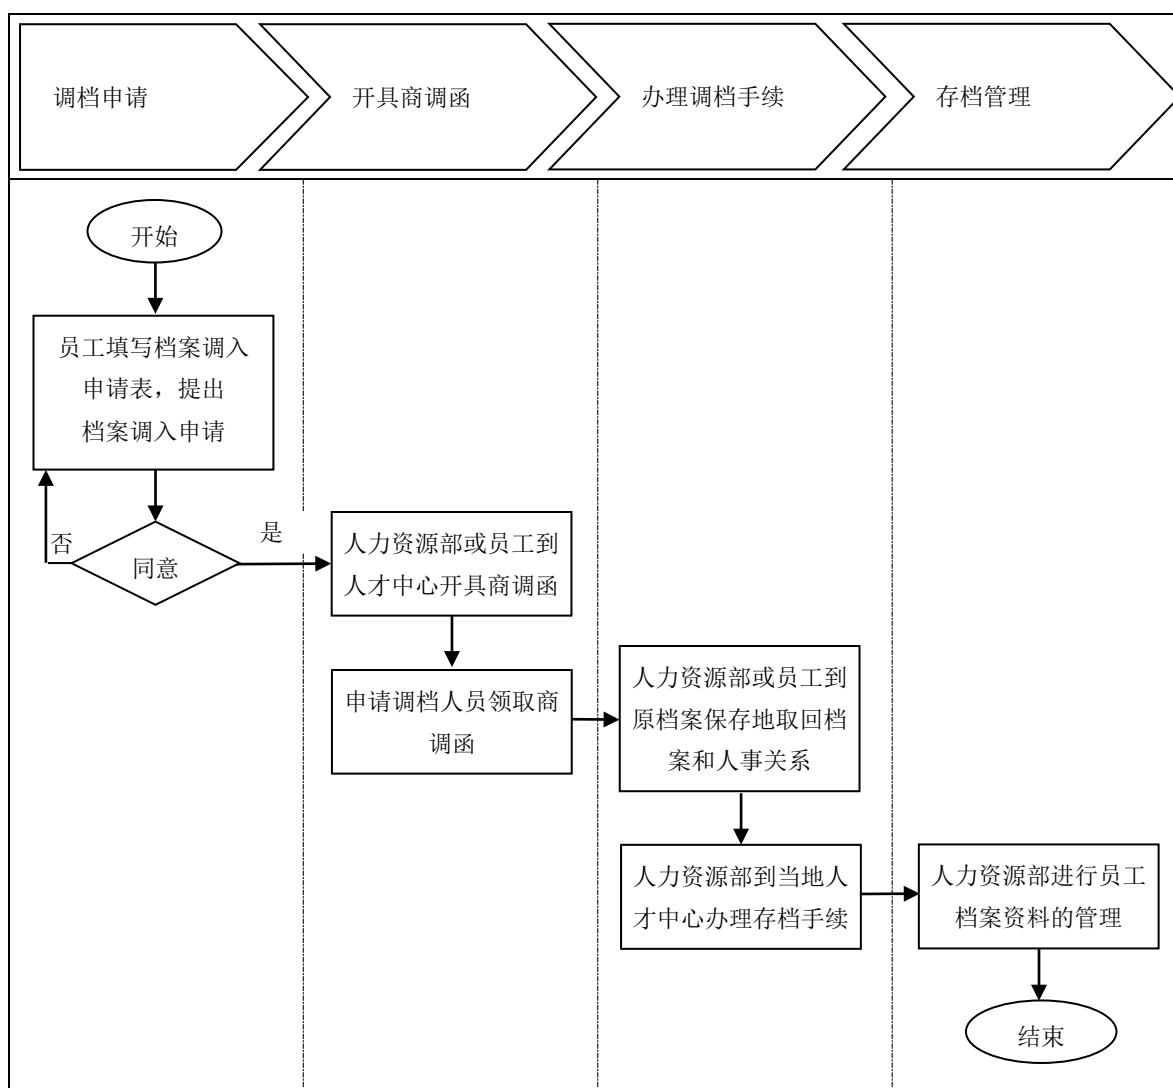 调档申请
开具商调函
办理调档手续
存档管理
开始
员工填写档案调入
申请表，提出
档案调入申请
否
同意
是
人力资源部或员工到
人才中心开具商调函
申请调档人员领取商
调函
人力资源部或员工到
原档案保存地取回档
案和人事关系
人力资源部到当地人
才中心办理存档手续
人力资源部进行员工
档案资料的管理
结束